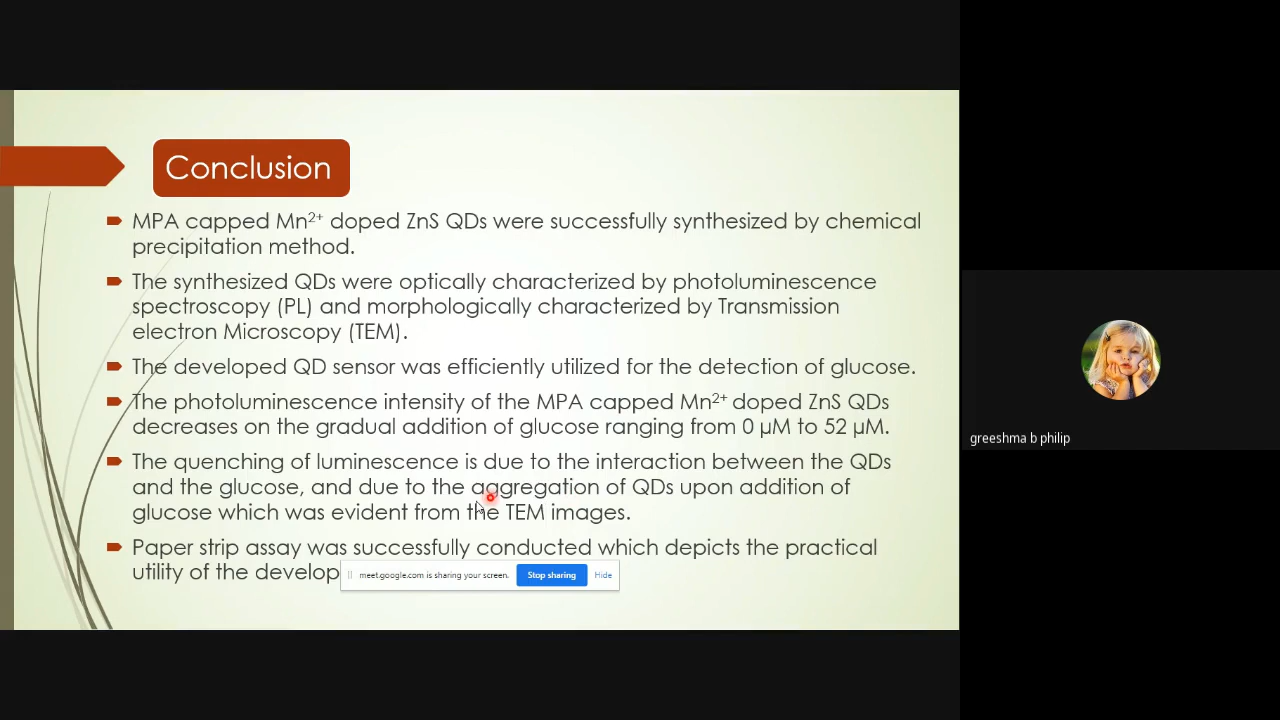 Conclusion
MPA capped Mn²⁺ doped ZnS QDs were successfully synthesized by chemical
precipitation method.
The synthesized QDs were optically characterized by photoluminescence
spectroscopy (PL) and morphologically characterized by Transmission
electron Microscopy (TEM).
The developed QD sensor was efficiently utilized for the detection of glucose.
The photoluminescence intensity of the MPA capped Mn²⁺ doped ZnS QDs
decreases on the gradual addition of glucose ranging from 0 µM to 52 µM.
The quenching of luminescence is due to the interaction between the QDs
and the glucose, and due to the aggregation of QDs upon addition of
glucose which was evident from the TEM images.
Paper strip assay was successfully conducted which depicts the practical
utility of the
meet.google.com is sharing your screen. Stop sharing Hide
greeshma b philip